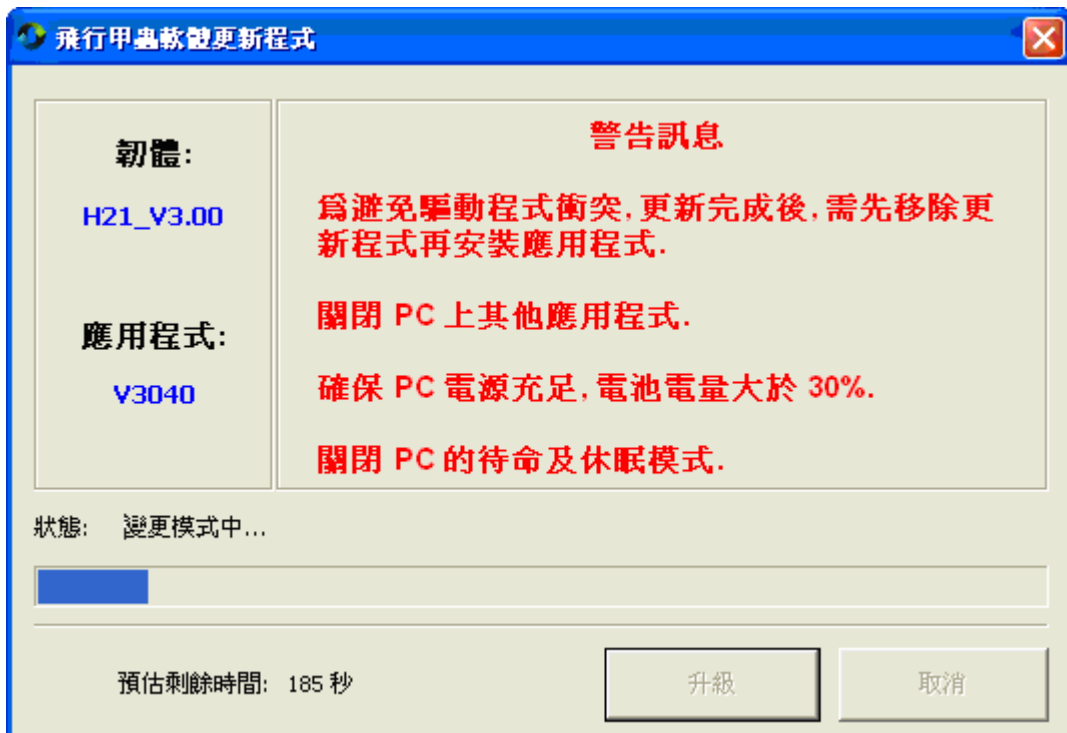 飛行甲蟲軟體更新程式
韌體:
H21_V3.00
應用程式:
V3040
警告訊息
為避免驅動程式衝突,更新完成後,需先移除更
新程式再安裝應用程式.
關閉 PC 上其他應用程式.
確保 PC 電源充足,電池電量大於 30%.
關閉 PC 的待命及休眠模式.
狀態: 變更模式中...
預估剩餘時間: 185 秒
升級
取消